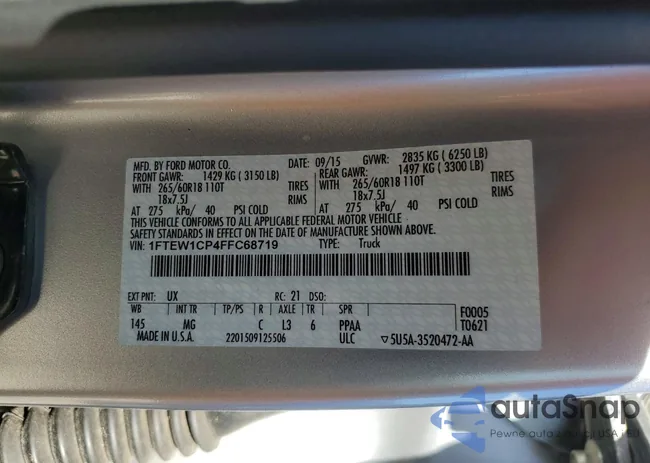 MFD. BY FORD MOTOR CO.
DATE: 09/15 GVWR: 2835 KG ( 6250 LB)
FRONT GAWR: 1429 KG ( 3150 LB) REAR GAWR: 1497 KG ( 3300 LB)
WITH 265/60R18 110T TIRES WITH 265/60R18 110T TIRES
18x7.5J RIMS 18x7.5J RIMS
AT 275 kPa/ 40 PSI COLD AT 275 kPa/ 40 PSI COLD
THIS VEHICLE CONFORMS TO ALL APPLICABLE FEDERAL MOTOR VEHICLE
SAFETY STANDARDS IN EFFECT ON THE DATE OF MANUFACTURE SHOWN ABOVE.
VIN: 1FTEW1CP4FFC68719 TYPE: Truck
EXT PNT: UX RC: 21 DSO:
WB INT TR TP/PS R AXLE TR SPR F0005
145 MG C L3 6 PPAA T0621
MADE IN U.S.A. 2201509125506 ULC ▽5U5A-3520472-AA
autoSnap
Pewne auto z aukcji USA i EU